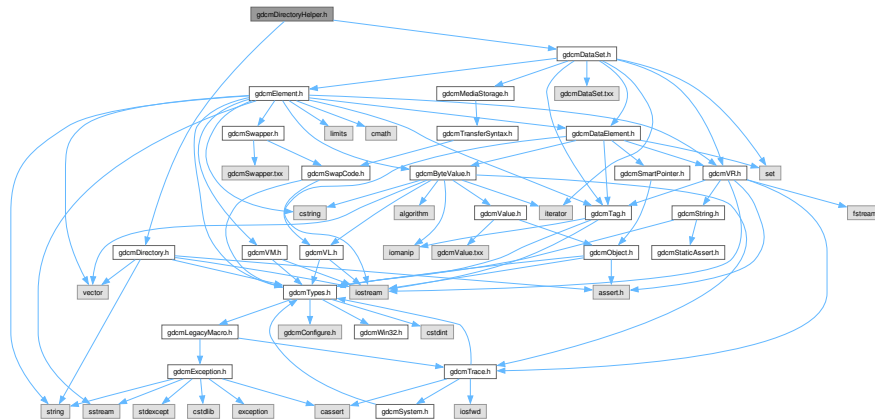 gdcmDirectoryHelper.h
gdcmDataSet.h
gdcmElement.h
gdcmMediaStorage.h
gdcmDataSet.txx
gdcmSwapper.h
limits
cmath
gdcmTransferSyntax.h
gdcmDataElement.h
gdcmSwapper.txx
gdcmSwapCode.h
gdcmByteValue.h
gdcmSmartPointer.h
gdcmVR.h
set
cstring
algorithm
gdcmValue.h
iterator
gdcmTag.h
gdcmString.h
fstream
gdcmDirectory.h
gdcmVM.h
gdcmVL.h
iomanip
gdcmValue.txx
gdcmObject.h
gdcmStaticAssert.h
vector
gdcmTypes.h
iostream
assert.h
gdcmLegacyMacro.h
gdcmConfigure.h
gdcmWin32.h
cstdint
gdcmException.h
gdcmTrace.h
string
sstream
stdexcept
cstdlib
exception
cassert
gdcmSystem.h
iosfwd